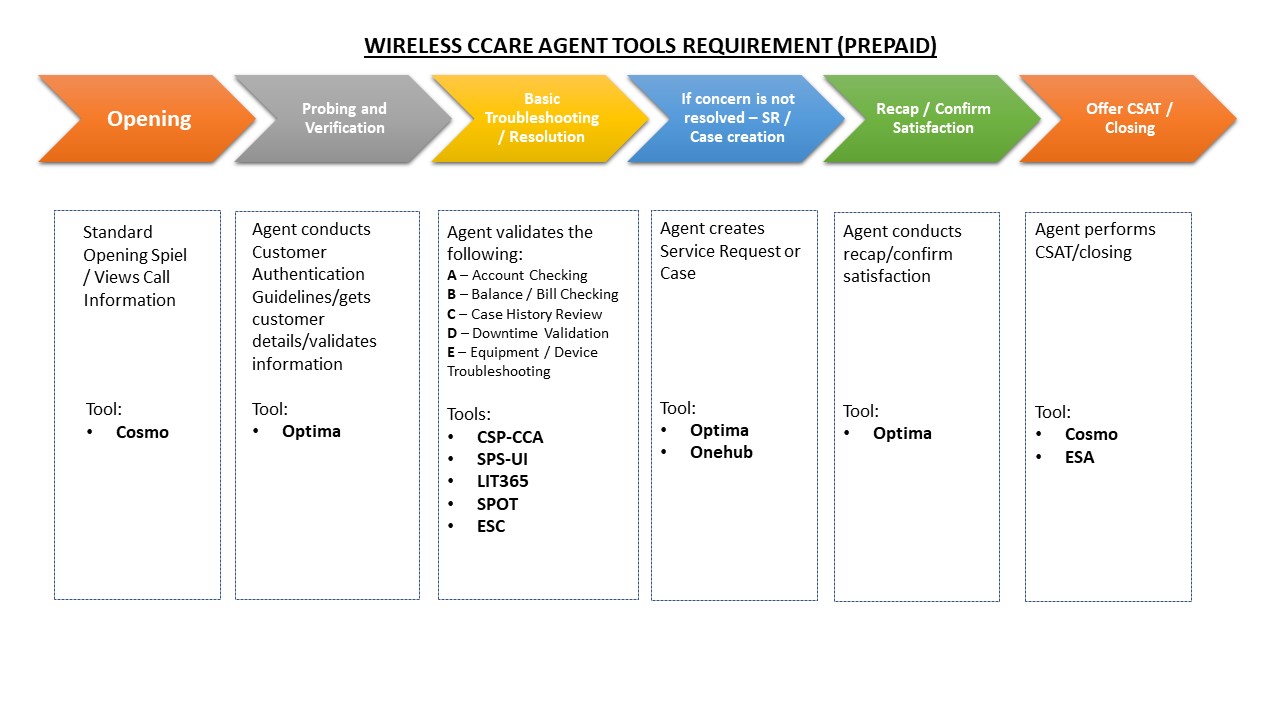 WIRELESS CCARE AGENT TOOLS REQUIREMENT (PREPAID)
Opening
Probing and
Verification
Basic
Troubleshooting
/ Resolution
If concern is not
resolved – SR /
Case creation
Recap / Confirm
Satisfaction
Offer CSAT /
Closing
Standard
Opening Spiel
/ Views Call
Information
Tool:
• Cosmo
Agent conducts
Customer
Authentication
Guidelines/gets
customer
details/validates
information
Tool:
• Optima
Agent validates the
following:
A – Account Checking
B – Balance / Bill Checking
C – Case History Review
D – Downtime Validation
E – Equipment / Device
Troubleshooting
Tools:
• CSP-CCA
• SPS-UI
• LIT365
• SPOT
• ESC
Agent creates
Service Request or
Case
Tool:
• Optima
• Onehub
Agent conducts
recap/confirm
satisfaction
Tool:
• Optima
Agent performs
CSAT/closing
Tool:
• Cosmo
• ESA